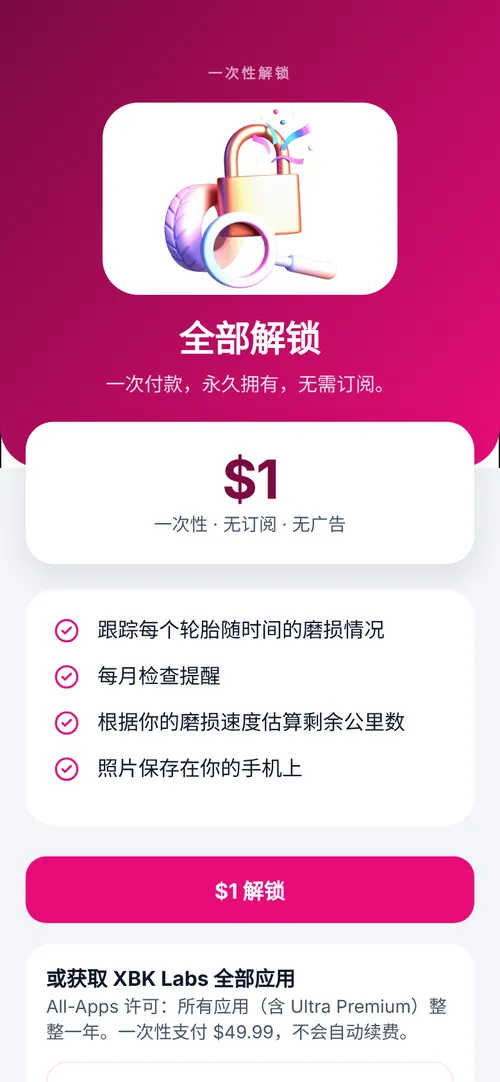 一次性解锁
全部解锁
一次付款，永久拥有，无需订阅。
$1
一次性 · 无订阅 · 无广告
跟踪每个轮胎随时间的磨损情况
每月检查提醒
根据你的磨损速度估算剩余公里数
照片保存在你的手机上
$1 解锁
或获取 XBK Labs 全部应用
All-Apps 许可：所有应用（含 Ultra Premium）整
整一年。一次性支付 $49.99，不会自动续费。